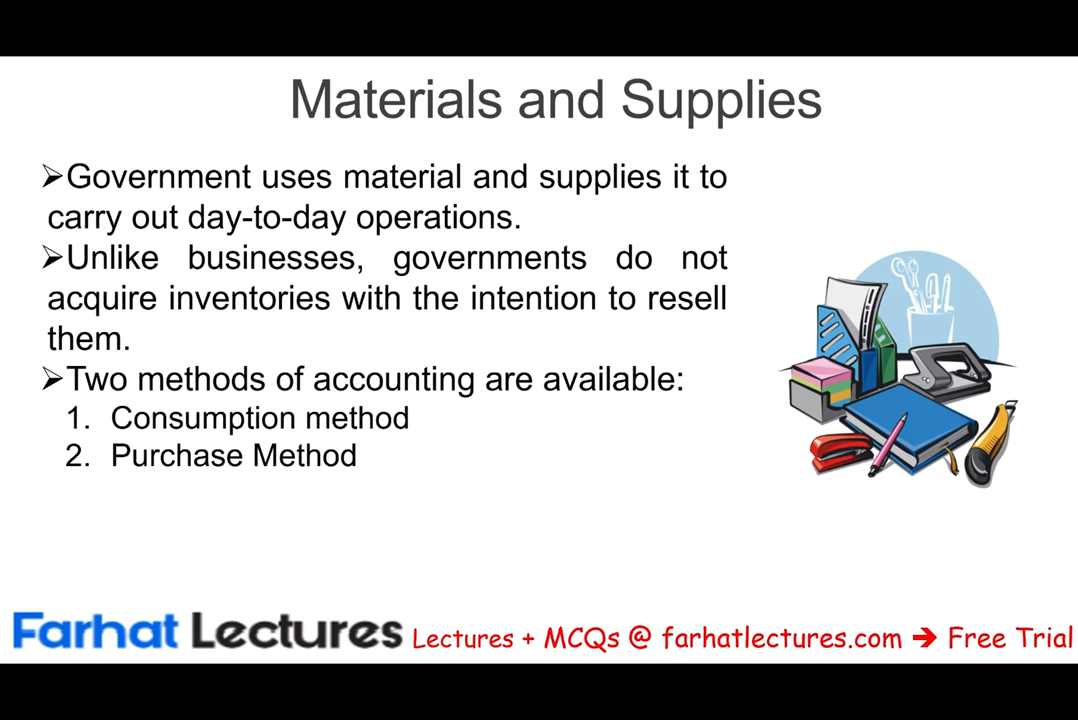 Materials and Supplies
➢Government uses material and supplies it to
carry out day-to-day operations.
➢Unlike businesses, governments do not
acquire inventories with the intention to resell
them.
➢Two methods of accounting are available:
1. Consumption method
2. Purchase Method
Farhat Lectures Lectures + MCQs @ farhatlectures.com ➔ Free Trial